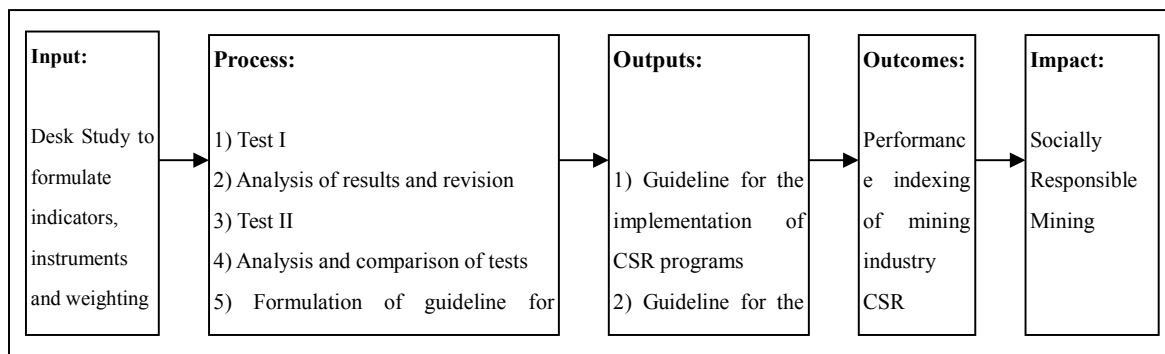 Input:
Desk Study to
formulate
indicators,
instruments
and weighting
Process:
1) Test I
2) Analysis of results and revision
3) Test II
4) Analysis and comparison of tests
5) Formulation of guideline for
Outputs:
1) Guideline for the
implementation of
CSR programs
2) Guideline for the
Outcomes:
Performanc
e indexing
of mining
industry
CSR
Impact:
Socially
Responsible
Mining